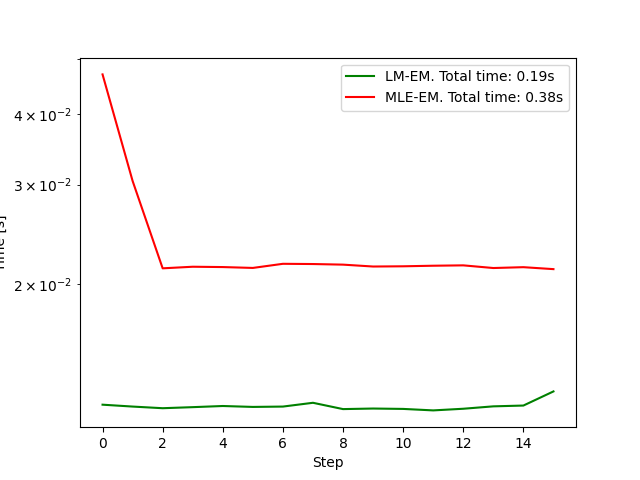 LM-EM. Total time: 0.19s
MLE-EM. Total time: 0.38s
4 × 10⁻²
3 × 10⁻²
2 × 10⁻²
[s]
0 2 4 6 8 10 12 14
Step